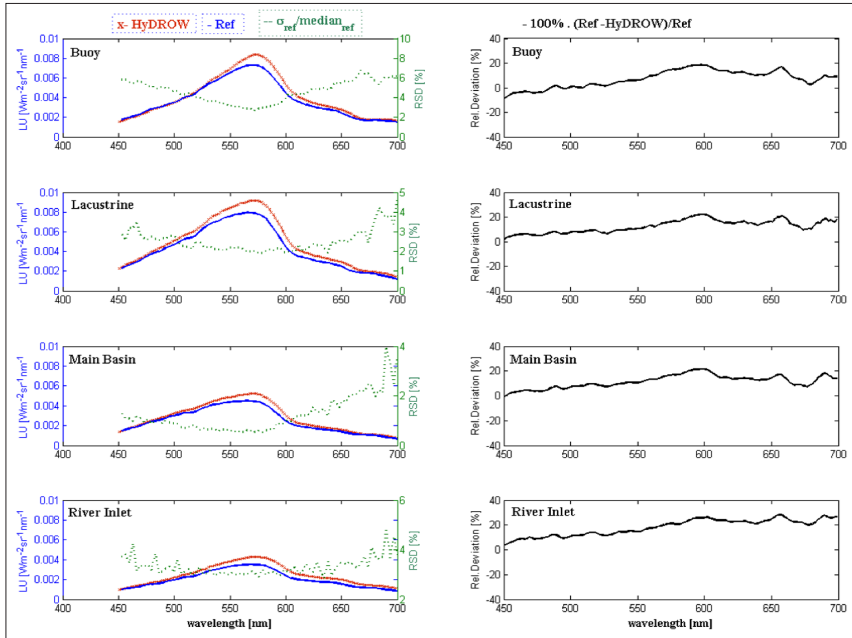 x- HyDROW - Ref -- σref/medianref - 100% . (Ref -HyDROW)/Ref
Buoy
LU [Wm-2sr-1nm-1]
0.01
0.008
0.006
0.004
0.002
0
400 450 500 550 600 650 700
10
8
6
4
2
0
RSD [%]
Buoy
Rel.Deviation [%]
40
20
0
-20
-40
450 500 550 600 650 700
Lacustrine
LU [Wm-2sr-1nm-1]
0.01
0.008
0.006
0.004
0.002
0
400 450 500 550 600 650 700
5
4
3
2
1
0
RSD [%]
Lacustrine
Rel.Deviation [%]
40
20
0
20
-40
450 500 550 600 650 700
Main Basin
LU [Wm-2sr-1nm-1]
0.01
0.008
0.006
0.004
0.002
0
400 450 500 550 600 650 700
4
2
0
RSD [%]
Main Basin
Rel.Deviation [%]
40
20
0
-20
-40
450 500 550 600 650 700
River Inlet
LU [Wm-2sr-1nm-1]
0.01
0.008
0.006
0.004
0.002
0
400 450 500 550 600 650 700
wavelength [nm]
6
4
2
RSD [%]
River Inlet
Rel.Deviation [%]
40
20
0
-20
-40
450 500 550 600 650 700
wavelength [nm]